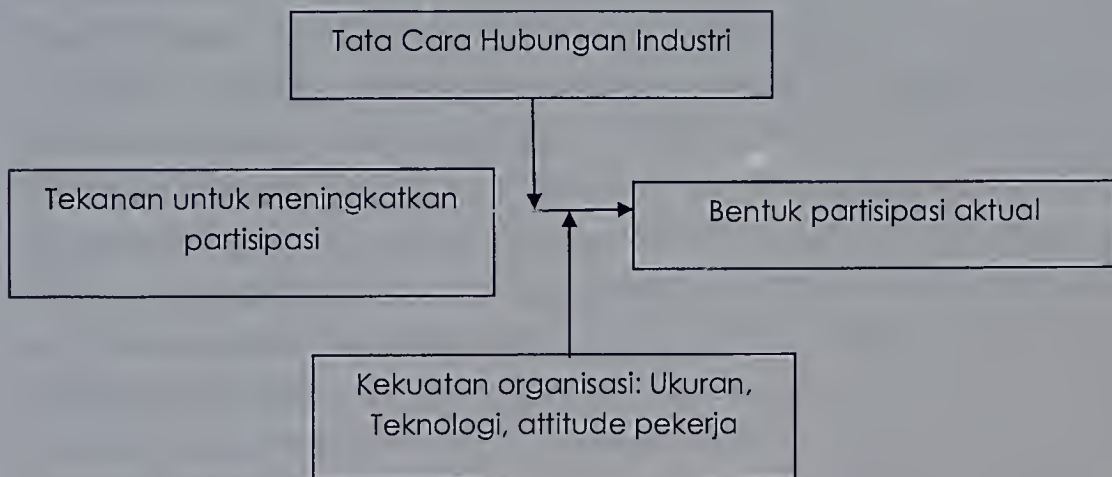 Tata Cara Hubungan Industri
Tekanan untuk meningkatkan
partisipasi
Bentuk partisipasi aktual
Kekuatan organisasi: Ukuran,
Teknologi, attitude pekerja